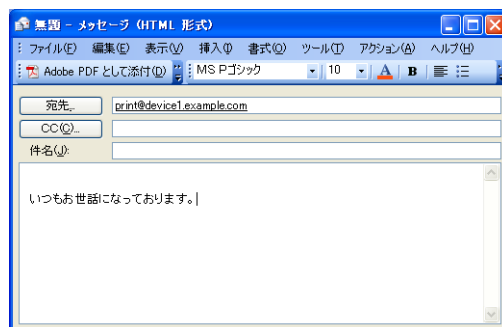 無題 - メッセージ (HTML 形式)
ファイル(F) 編集(E) 表示(V) 挿入(I) 書式(O) ツール(T) アクション(A) ヘルプ(H)
Adobe PDF として添付(D) MS Pゴシック 10 A B
宛先... print@device1.example.com
CC(C)...
件名(J):
いつもお世話になっております。